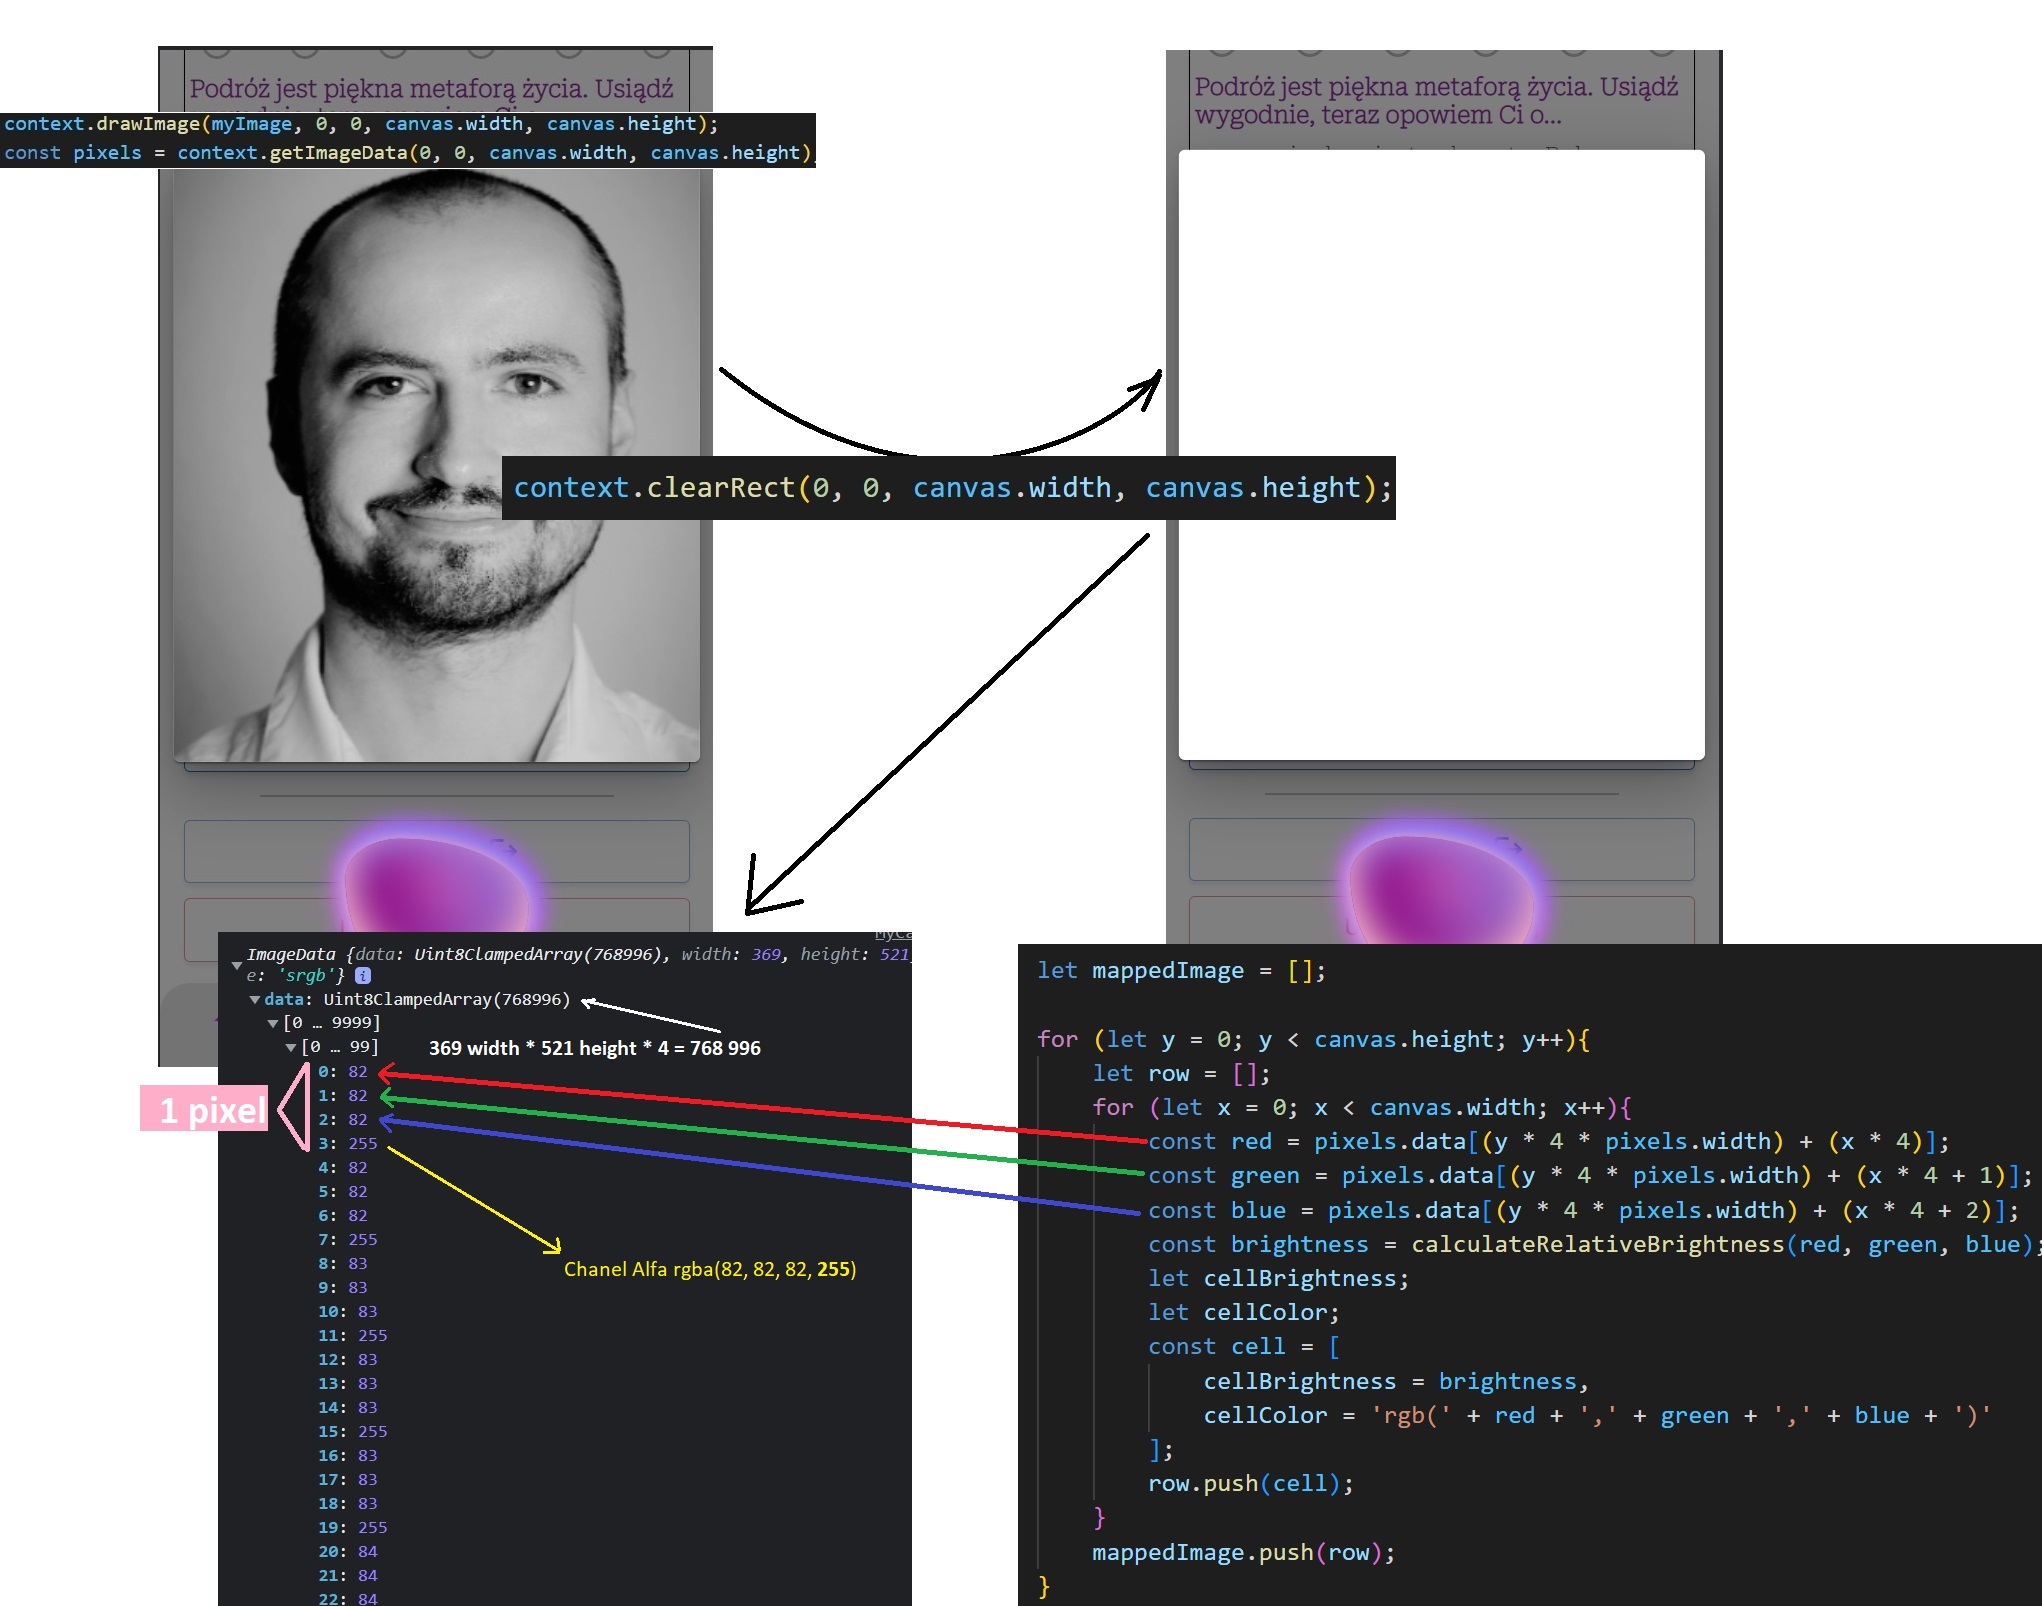 Podróż jest piękna metaforą życia. Usiądź
context.drawImage(myImage, 0, 0, canvas.width, canvas.height);
const pixels = context.getImageData(0, 0, canvas.width, canvas.height)
Podróż jest piękna metaforą życia. Usiądź
wygodnie, teraz opowiem Ci o...
context.clearRect(0, 0, canvas.width, canvas.height);
ImageData {data: Uint8ClampedArray(768996), width: 369, height: 521
e: 'srgb'} i
data: Uint8ClampedArray(768996)
[0 … 9999]
[0 … 99]
369 width * 521 height * 4 = 768 996
0: 82
1: 82
1 pixel
2: 82
3: 255
4: 82
5: 82
6: 82
7: 255
8: 83
9: 83
Chanel Alfa rgba(82, 82, 82, 255)
10: 83
11: 255
12: 83
13: 83
14: 83
15: 255
16: 83
17: 83
18: 83
19: 255
20: 84
21: 84
22: 84
let mappedImage = [];
for (let y = 0; y < canvas.height; y++){
let row = [];
for (let x = 0; x < canvas.width; x++){
const red = pixels.data[(y * 4 * pixels.width) + (x * 4)];
const green = pixels.data[(y * 4 * pixels.width) + (x * 4 + 1)];
const blue = pixels.data[(y * 4 * pixels.width) + (x * 4 + 2)];
const brightness = calculateRelativeBrightness(red, green, blue);
let cellBrightness;
let cellColor;
const cell = [
cellBrightness = brightness,
cellColor = 'rgb(' + red + ',' + green + ',' + blue + ')'
];
row.push(cell);
}
mappedImage.push(row);
}